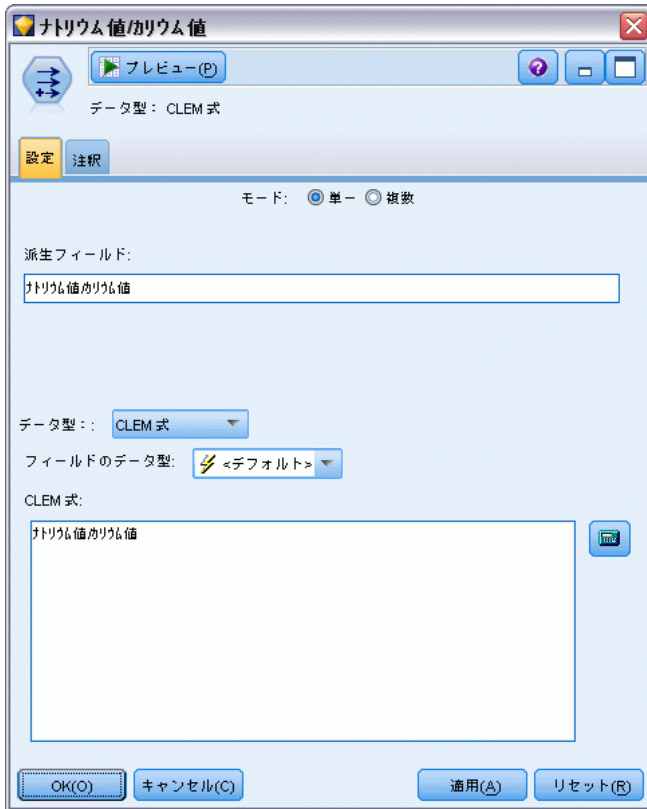 ナトリウム値/カリウム値
プレビュー(P)
データ型： CLEM 式
設定 注釈
モード: 単一 複数
派生フィールド:
ナトリウム値/カリウム値
データ型：: CLEM 式
フィールドのデータ型: <デフォルト>
CLEM 式:
ナトリウム値/カリウム値
OK(O) キャンセル(C) 適用(A) リセット(R)